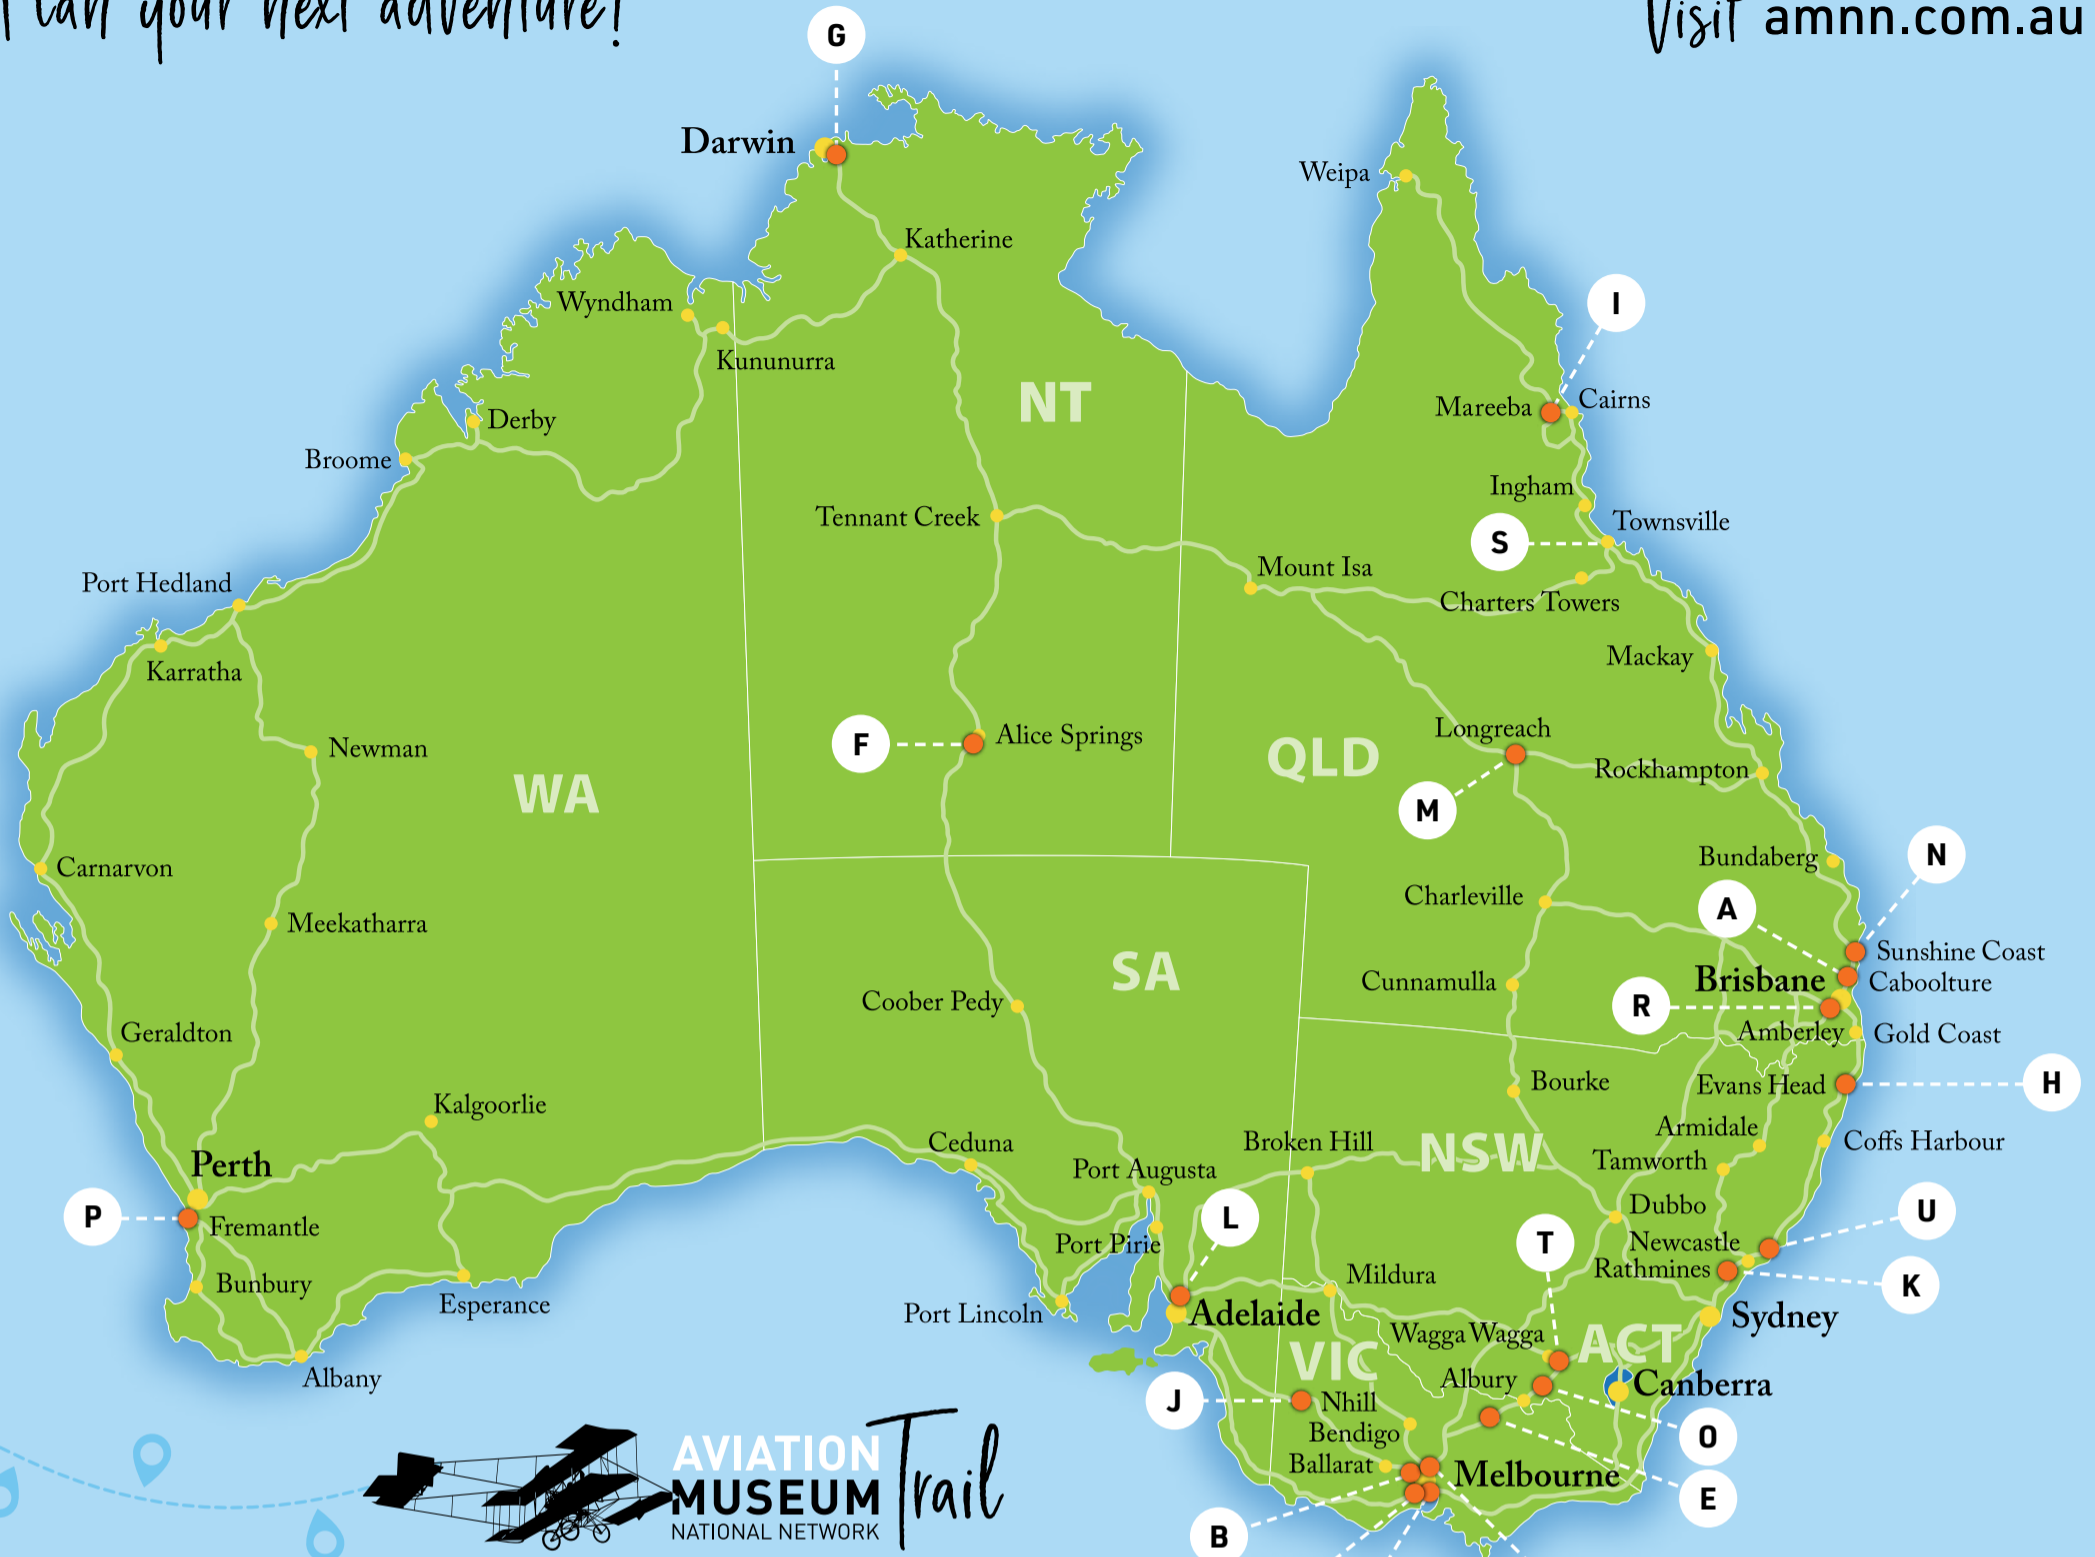 Plan your next adventure!
Visit amnn.com.au
G
Darwin
Weipa
Katherine
I
Wyndham
Kununurra
NT
Mareeba
Cairns
Derby
Broome
Ingham
Tennant Creek
S
Townsville
Mount Isa
Port Hedland
Charters Towers
Karratha
Mackay
Newman
F
Alice Springs
Longreach
QLD
WA
Rockhampton
M
Carnarvon
Bundaberg
N
Charleville
A
Meekatharra
Sunshine Coast
SA
Brisbane
Caboolture
Cunnamulla
Coober Pedy
R
Geraldton
Amberley
Gold Coast
Bourke
Evans Head
H
Kalgoorlie
Ceduna
Broken Hill
NSW
Armidale
Coffs Harbour
Perth
Port Augusta
Tamworth
P
Fremantle
L
Dubbo
U
Port Pirie
T
Newcastle
Rathmines
K
Bunbury
Mildura
Esperance
Port Lincoln
Adelaide
Sydney
Wagga Wagga
ACT
VIC
Albury
Canberra
Albany
J
Nhill
Bendigo
O
Ballarat
Melbourne
E
B
AVIATION
MUSEUM Trail
NATIONAL NETWORK